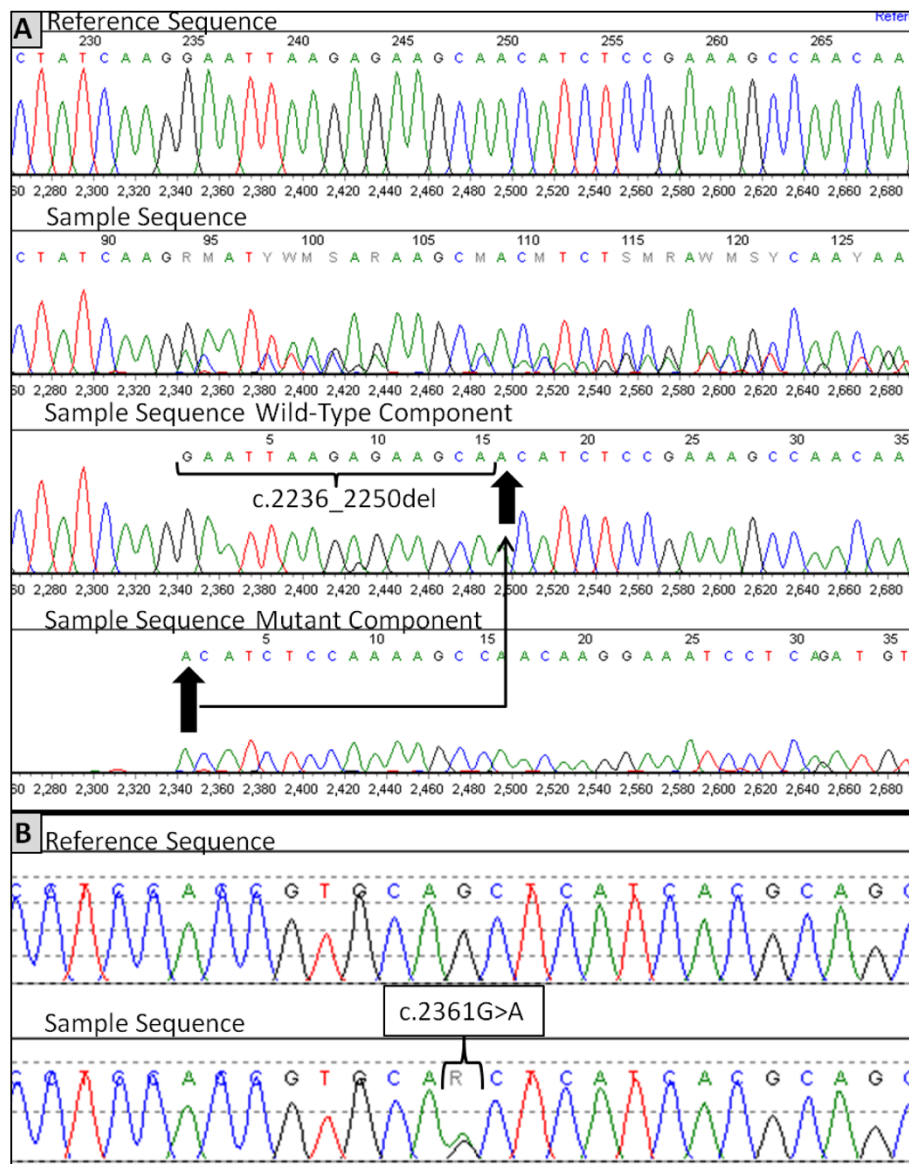 A Reference Sequence Refer
230 235 240 245 250 255 260 265
C T A T C A A G G A A T T A A G A G A A G C A A C A T C T C C G A A A G C C A A C A A
60 2,280 2,300 2,320 2,340 2,360 2,380 2,400 2,420 2,440 2,460 2,480 2,500 2,520 2,540 2,560 2,580 2,600 2,620 2,640 2,660 2,680
Sample Sequence
90 95 100 105 110 115 120 125
C T A T C A A G R M A T Y W M S A R A A G C M A C M T C T S M R A W M S Y C A A Y A A
60 2,280 2,300 2,320 2,340 2,360 2,380 2,400 2,420 2,440 2,460 2,480 2,500 2,520 2,540 2,560 2,580 2,600 2,620 2,640 2,660 2,680
Sample Sequence Wild-Type Component
5 10 15 20 25 30 35
G A A T T A A G A G A A G C A A C A T C T C C G A A A G C C A A C A A
c.2236_2250del
60 2,280 2,300 2,320 2,340 2,360 2,380 2,400 2,420 2,440 2,460 2,480 2,500 2,520 2,540 2,560 2,580 2,600 2,620 2,640 2,660 2,680
Sample Sequence Mutant Component
5 10 15 20 25 30 35
A C A T C T C C A A A A G C C A A C A A G G A A A T C C T C A G A T G T
60 2,280 2,300 2,320 2,340 2,360 2,380 2,400 2,420 2,440 2,460 2,480 2,500 2,520 2,540 2,560 2,580 2,600 2,620 2,640 2,660 2,680
B Reference Sequence
C C T C C A C C G T G C A G C T C A T C A C G C A G C
c.2361G>A
Sample Sequence
C C T C C A C C G T G C A R C T C A T C A C G C A G C